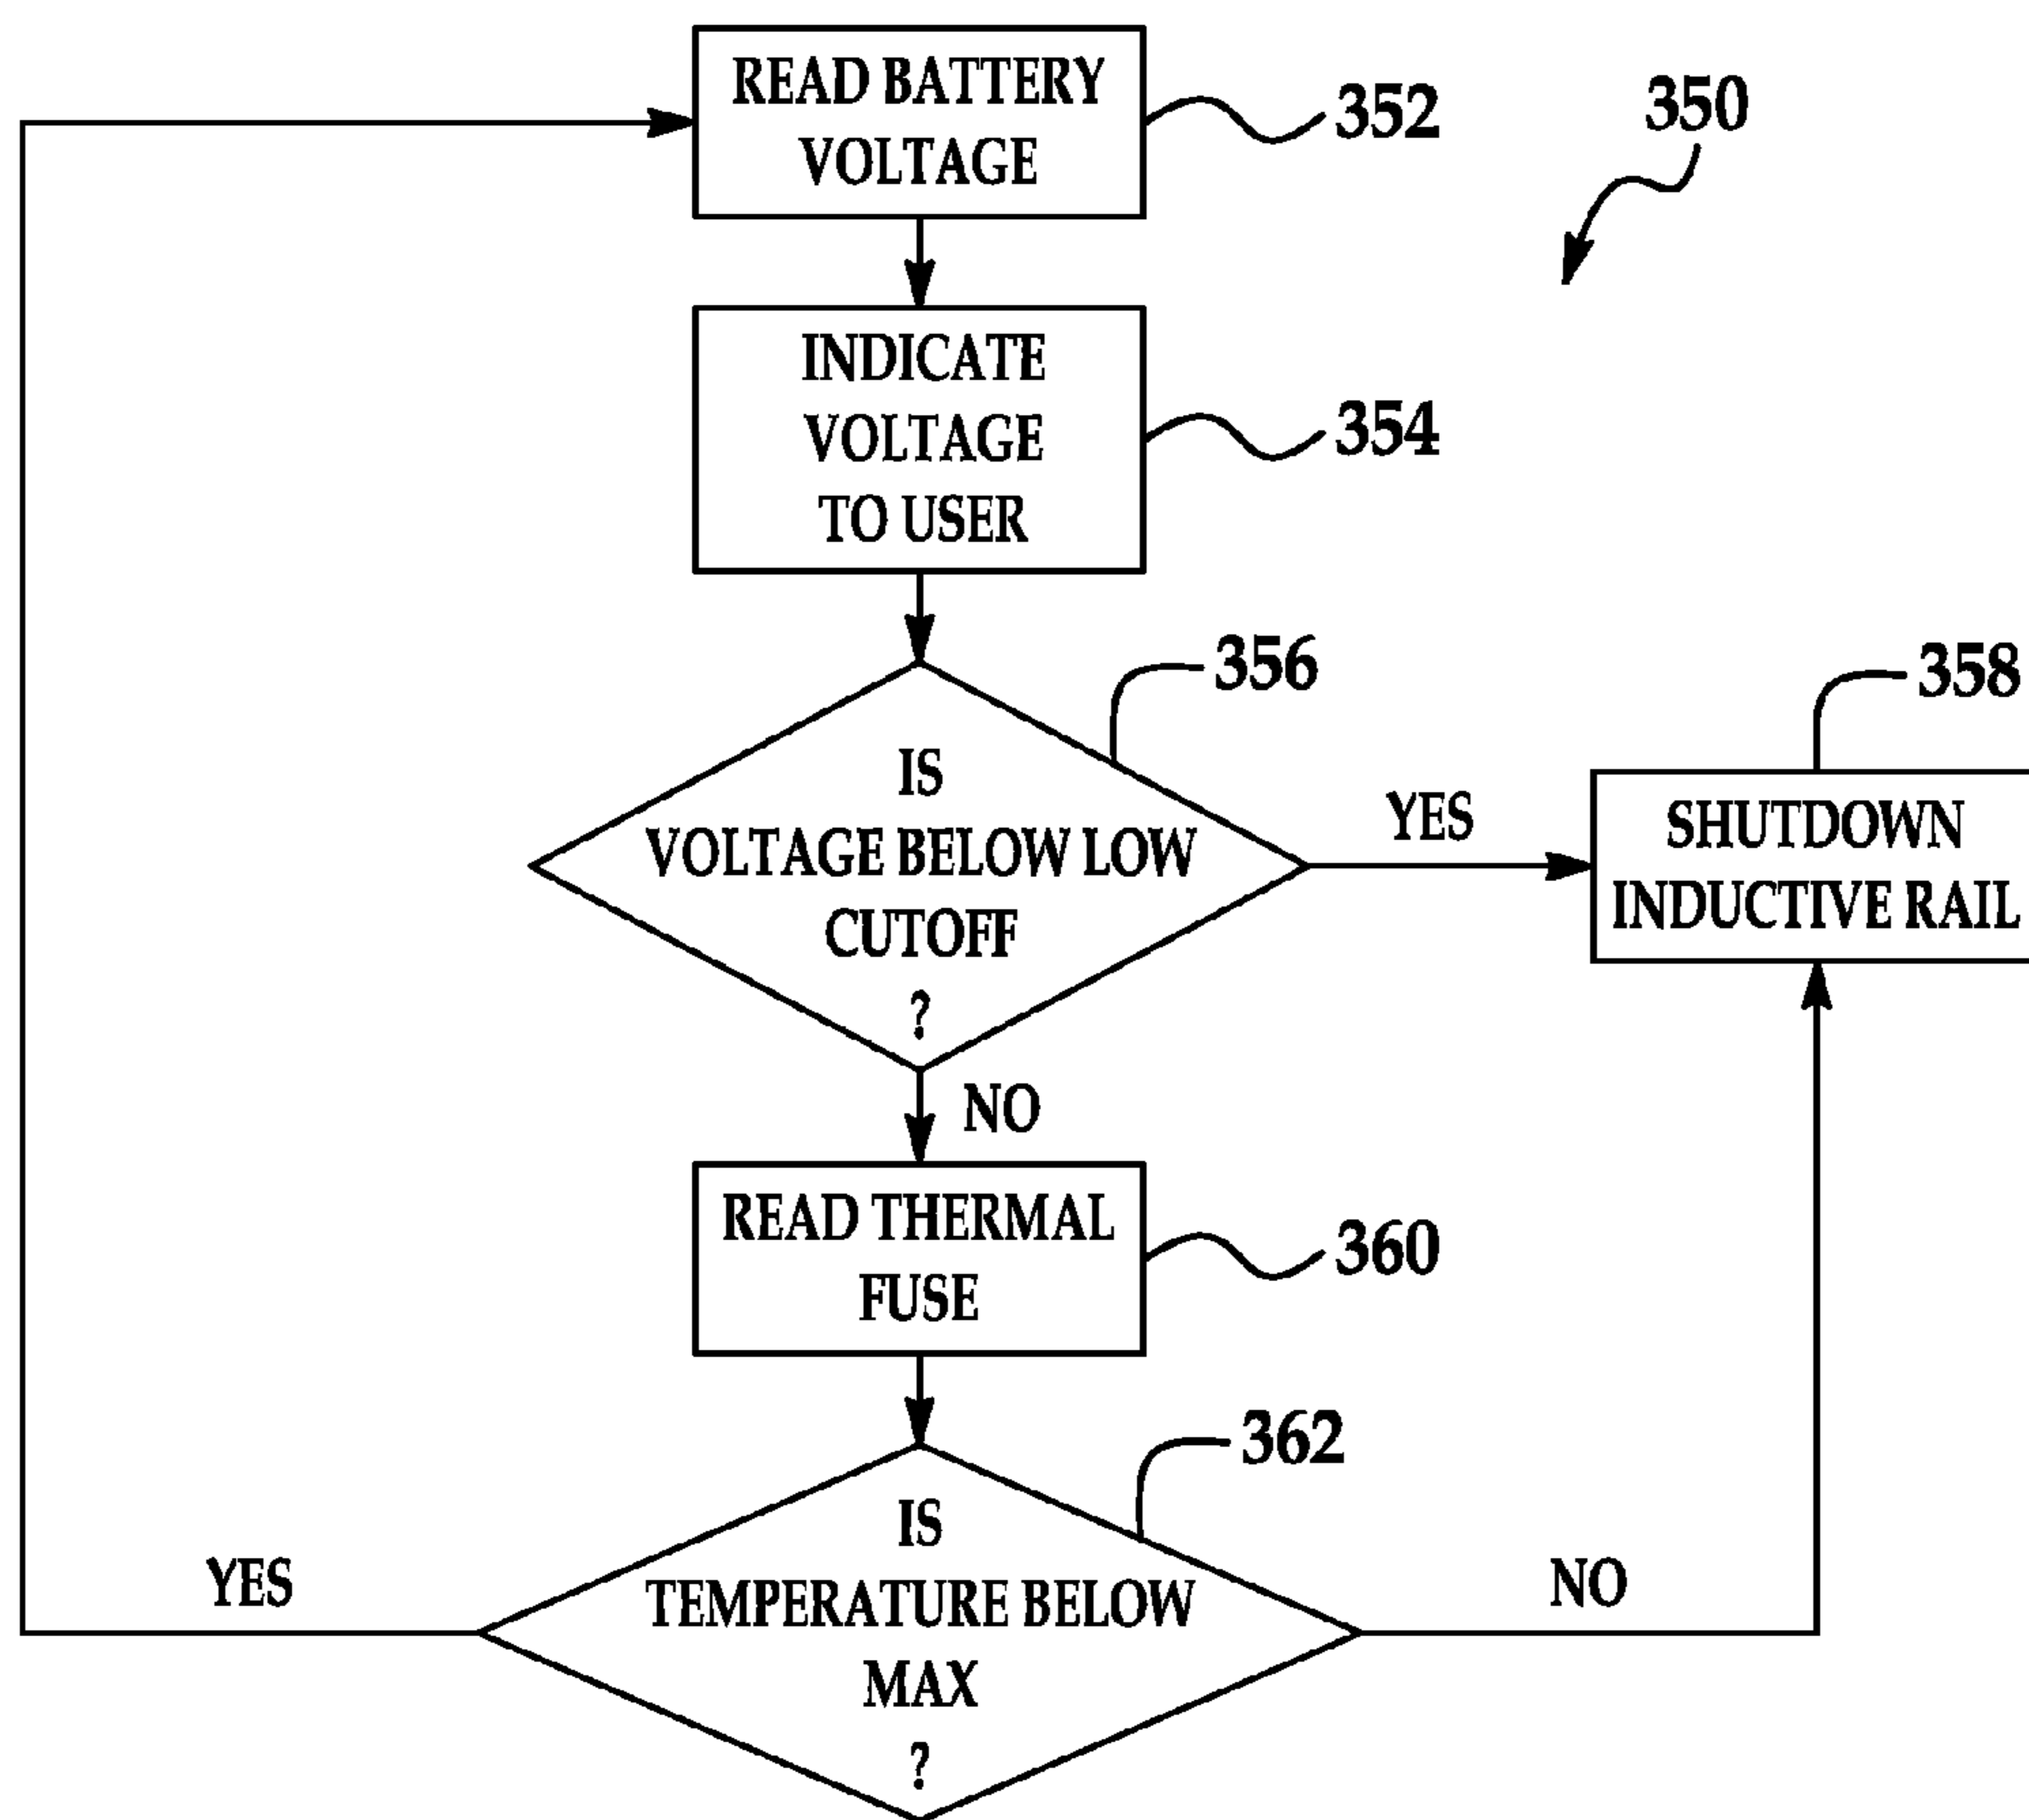 READ BATTERY
VOLTAGE
352
350
INDICATE
VOLTAGE
TO USER
354
356
IS
VOLTAGE BELOW LOW
CUTOFF
?
YES
358
SHUTDOWN
INDUCTIVE RAIL
NO
READ THERMAL
FUSE
360
362
IS
TEMPERATURE BELOW
MAX
?
YES
NO